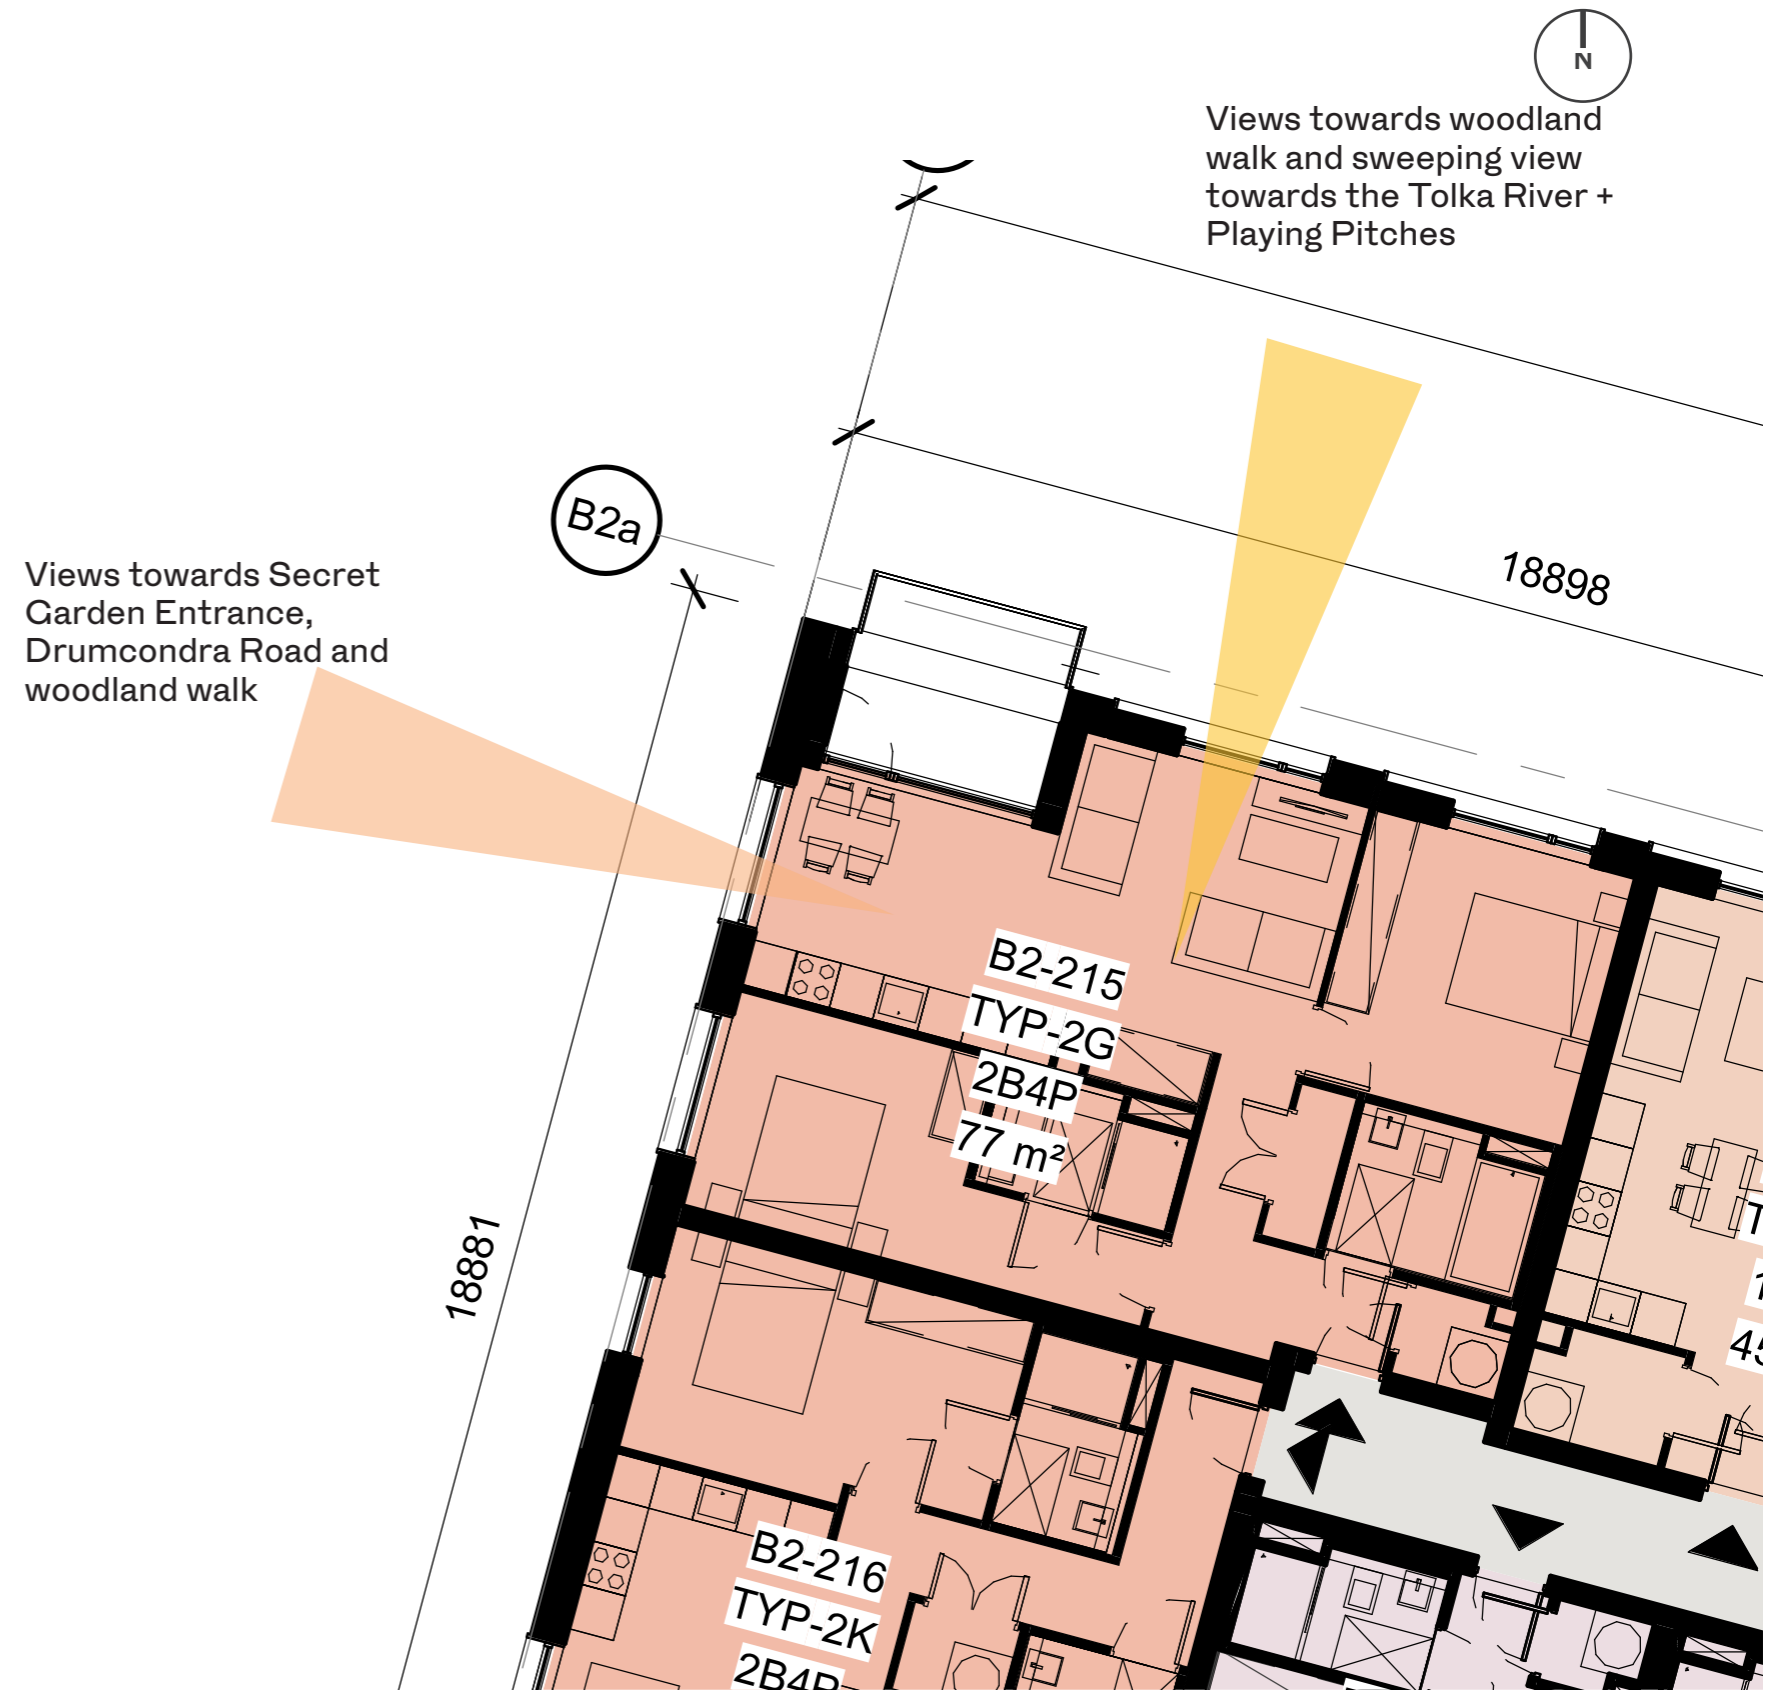 N
Views towards woodland
walk and sweeping view
towards the Tolka River +
Playing Pitches
B2a
18898
Views towards Secret
Garden Entrance,
Drumcondra Road and
woodland walk
B2-215
TYP-2G
2B4P
77 m²
18881
B2-216
TYP-2K
2B4P